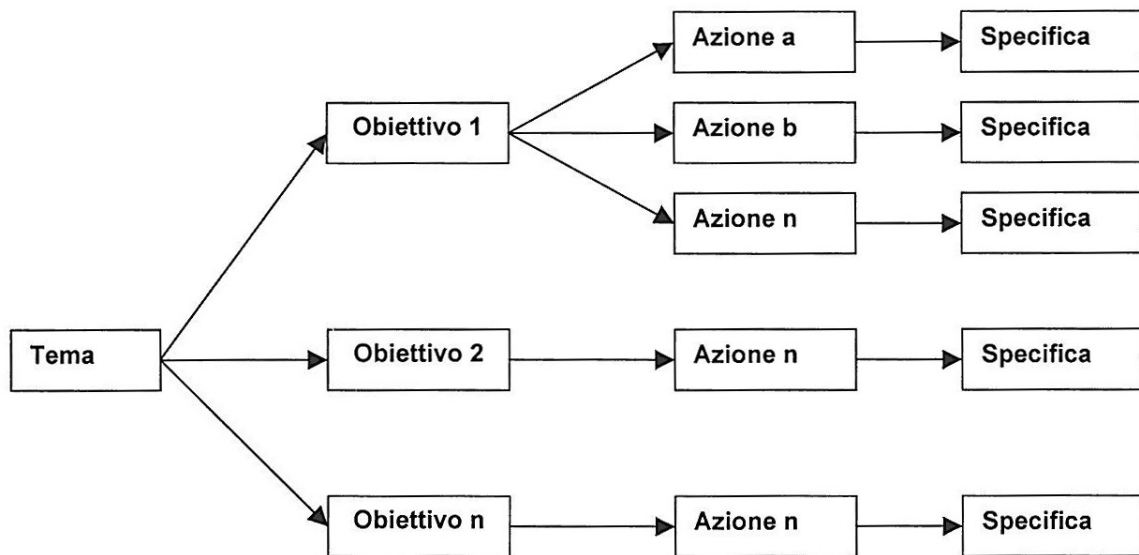 Azione a
Specifica
Obiettivo 1
Azione b
Specifica
Azione n
Specifica
Tema
Obiettivo 2
Azione n
Specifica
Obiettivo n
Azione n
Specifica